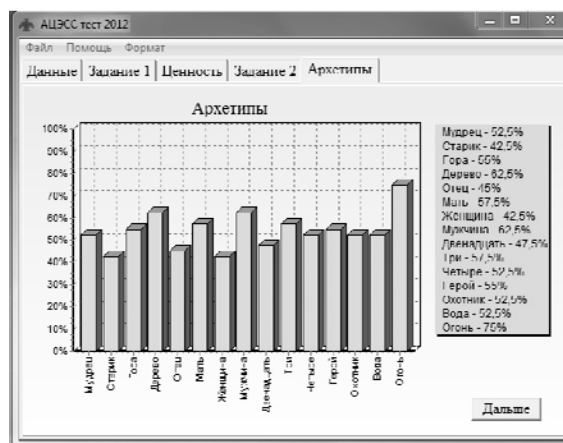 АЦЭСС тест 2012
Файл Помощь Формат
Данные Задание 1 Ценность Задание 2 Архетипы
Архетипы
100%
90%
80%
70%
60%
50%
40%
30%
20%
10%
0%
Мудрец
Старик
Гора
Дерево
Отец
Мать
Женщина
Мужчина
Двенадцать
Три
Четыре
Герой
Охотник
Вода
Огонь
Мудрец - 52,5%
Старик - 42,5%
Гора - 55%
Дерево - 62,5%
Отец - 45%
Мать - 57,5%
Женщина - 42,5%
Мужчина - 62,5%
Двенадцать - 47,5%
Три - 57,5%
Четыре - 52,5%
Герой - 55%
Охотник - 52,5%
Вода - 52,5%
Огонь - 75%
Дальше